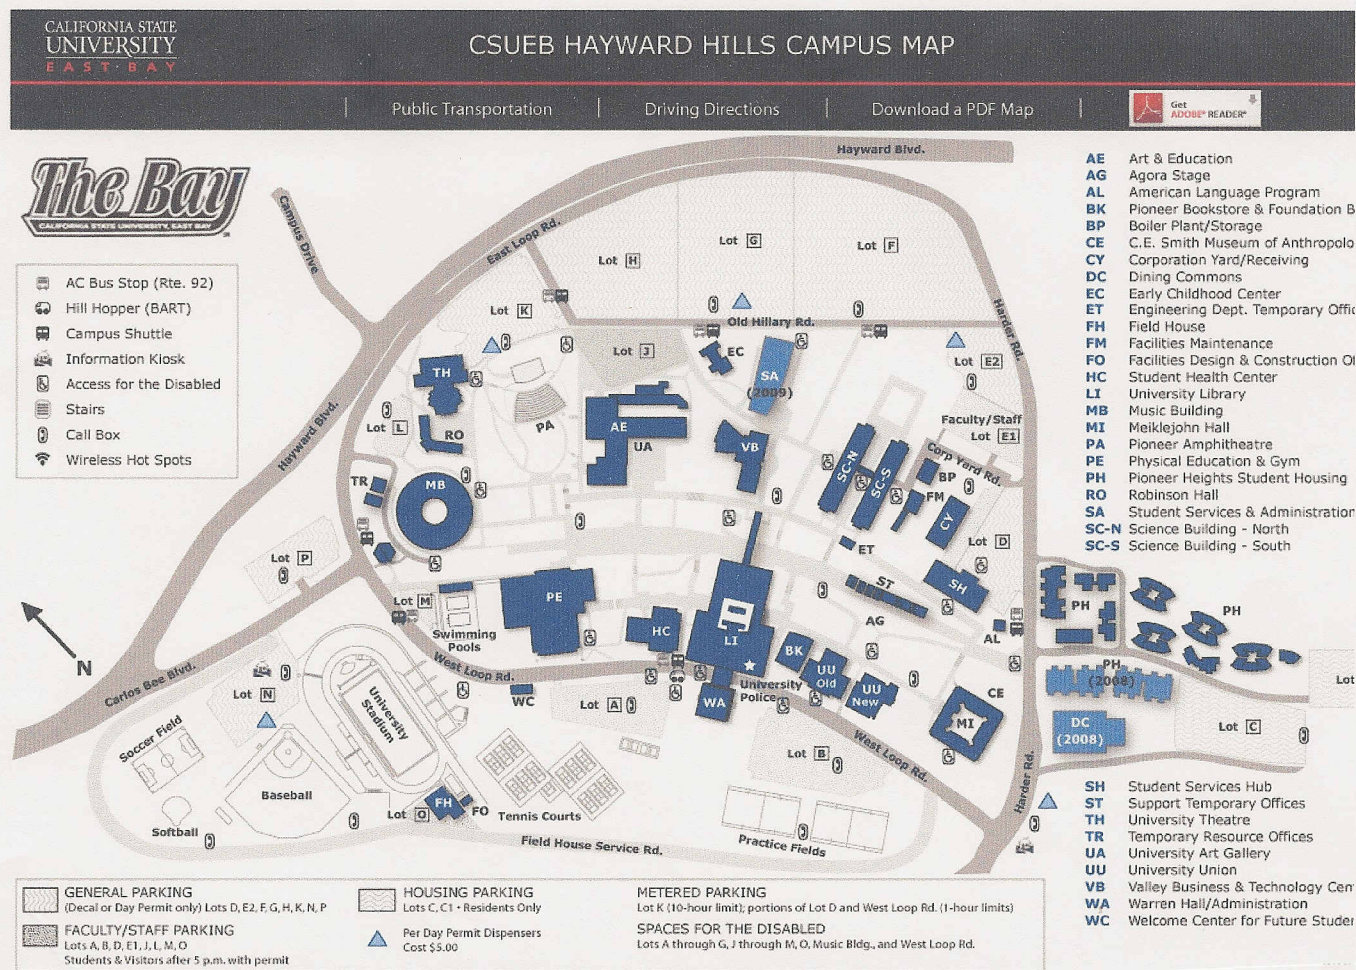 CALIFORNIA STATE
UNIVERSITY
EAST BAY
CSUEB HAYWARD HILLS CAMPUS MAP
Public Transportation | Driving Directions | Download a PDF Map
Get
ADOBE® READER®
The Bay
CALIFORNIA STATE UNIVERSITY, EAST BAY
AC Bus Stop (Rte. 92)
Hill Hopper (BART)
Campus Shuttle
Information Kiosk
Access for the Disabled
Stairs
Call Box
Wireless Hot Spots
N
Hayward Blvd.
Campus Drive
East Loop Rd.
Lot H
Lot G
Lot F
Lot K
Old Hillary Rd.
Harder Rd.
Lot J
EC
SA
(2009)
Lot E2
TH
Faculty/Staff
Lot E1
Lot L
RO
PA
AE
UA
VB
SC-N
SC-S
Corp Yard Rd.
BP
FM
CY
Hayward Blvd.
TR
MB
ET
Lot D
Lot P
Lot M
Swimming
Pools
PE
HC
LI
ST
SH
AG
AL
PH
PH
PH
(2008)
BK
UU
Old
UU
New
University
Police
WA
CE
MI
DC
(2008)
Lot C
Lot
Carlos Bee Blvd.
West Loop Rd.
WC
Lot A
Lot N
University
Stadium
Soccer Field
Lot B
West Loop Rd.
Harder Rd.
Baseball
Softball
Lot O
FH
FO
Tennis Courts
Field House Service Rd.
Practice Fields
AE Art & Education
AG Agora Stage
AL American Language Program
BK Pioneer Bookstore & Foundation B
BP Boiler Plant/Storage
CE C.E. Smith Museum of Anthropolo
CY Corporation Yard/Receiving
DC Dining Commons
EC Early Childhood Center
ET Engineering Dept. Temporary Offic
FH Field House
FM Facilities Maintenance
FO Facilities Design & Construction Of
HC Student Health Center
LI University Library
MB Music Building
MI Meiklejohn Hall
PA Pioneer Amphitheatre
PE Physical Education & Gym
PH Pioneer Heights Student Housing
RO Robinson Hall
SA Student Services & Administration
SC-N Science Building - North
SC-S Science Building - South
SH Student Services Hub
ST Support Temporary Offices
TH University Theatre
TR Temporary Resource Offices
UA University Art Gallery
UU University Union
VB Valley Business & Technology Cen
WA Warren Hall/Administration
WC Welcome Center for Future Studen
GENERAL PARKING
(Decal or Day Permit only) Lots D, E2, F, G, H, K, N, P
FACULTY/STAFF PARKING
Lots A, B, D, E1, J, L, M, O
Students & Visitors after 5 p.m. with permit
HOUSING PARKING
Lots C, C1 • Residents Only
Per Day Permit Dispensers
Cost $5.00
METERED PARKING
Lot K (10-hour limit); portions of Lot D and West Loop Rd. (1-hour limits)
SPACES FOR THE DISABLED
Lots A through G, J through M, O, Music Bldg., and West Loop Rd.